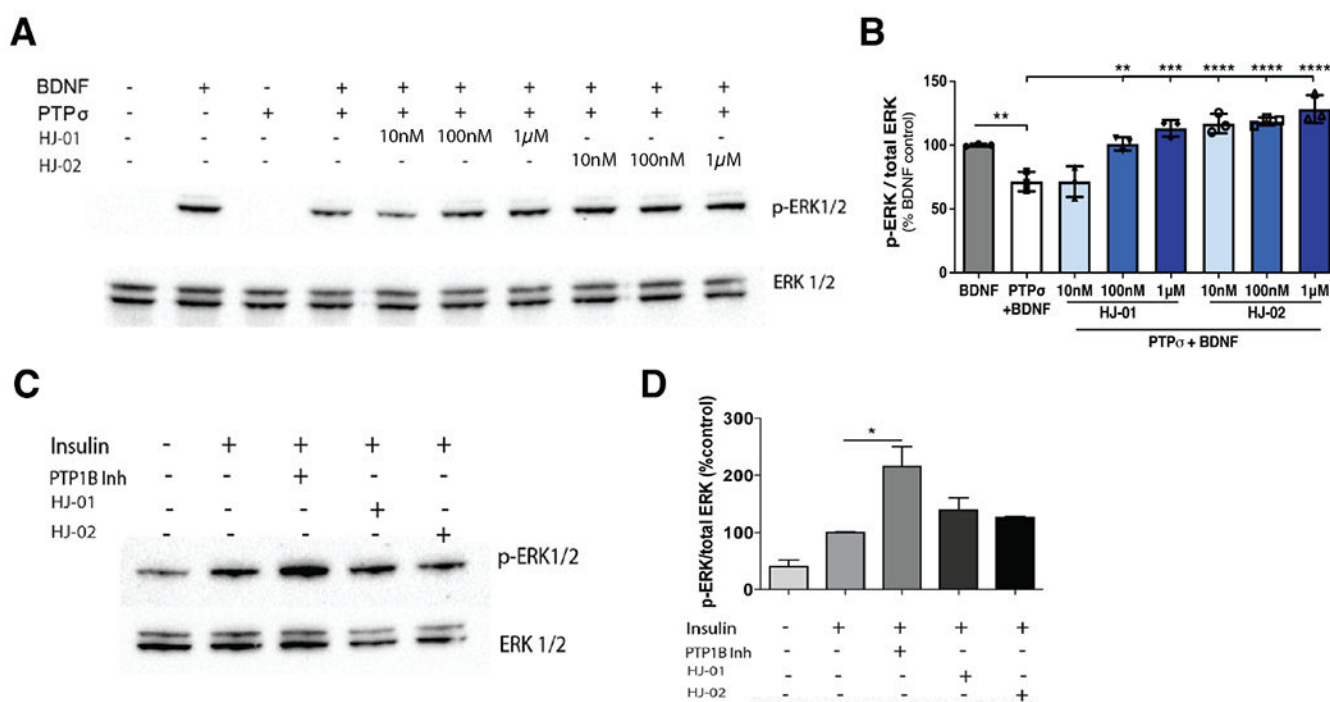 A
BDNF - + - + + + + + + +
PTPσ - - + + + + + + + +
HJ-01 - - - - 10nM 100nM 1µM - - -
HJ-02 - - - - - - - 10nM 100nM 1µM
p-ERK1/2
ERK 1/2
B
p-ERK / total ERK
(% BDNF control)
150
100
50
0
** ** *** **** **** ****
BDNF PTPσ +BDNF 10nM 100nM 1µM 10nM 100nM 1µM
HJ-01 HJ-02
PTPσ + BDNF
C
Insulin - + + + +
PTP1B Inh - - + - -
HJ-01 - - - + -
HJ-02 - - - - +
p-ERK1/2
ERK 1/2
D
p-ERK/total ERK (%control)
300
200
100
0
*
Insulin - + + + +
PTP1B Inh - - + - -
HJ-01 - - - + -
HJ-02 - - - - +